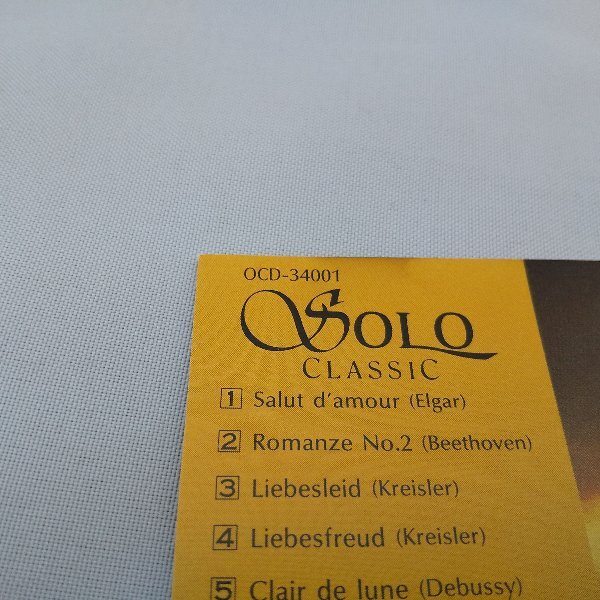 OCD-34001
SOLO
CLASSIC
1 Salut d'amour (Elgar)
2 Romanze No.2 (Beethoven)
3 Liebesleid (Kreisler)
4 Liebesfreud (Kreisler)
5 Clair de lune (Debussy)